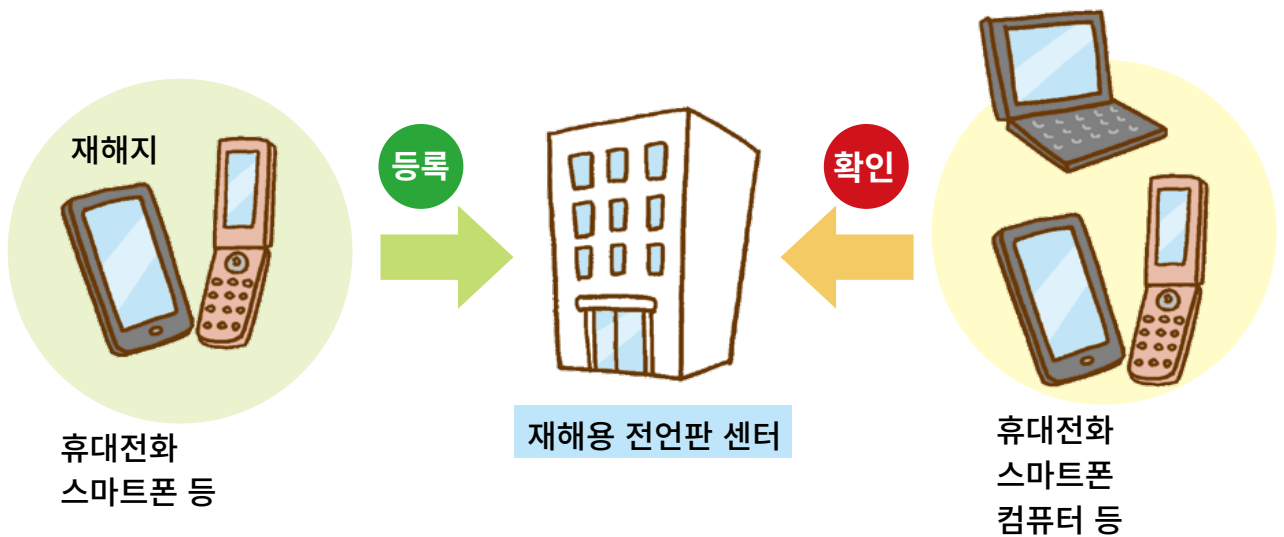 재해지
휴대전화
스마트폰 등
등록
재해용 전언판 센터
확인
휴대전화
스마트폰
컴퓨터 등